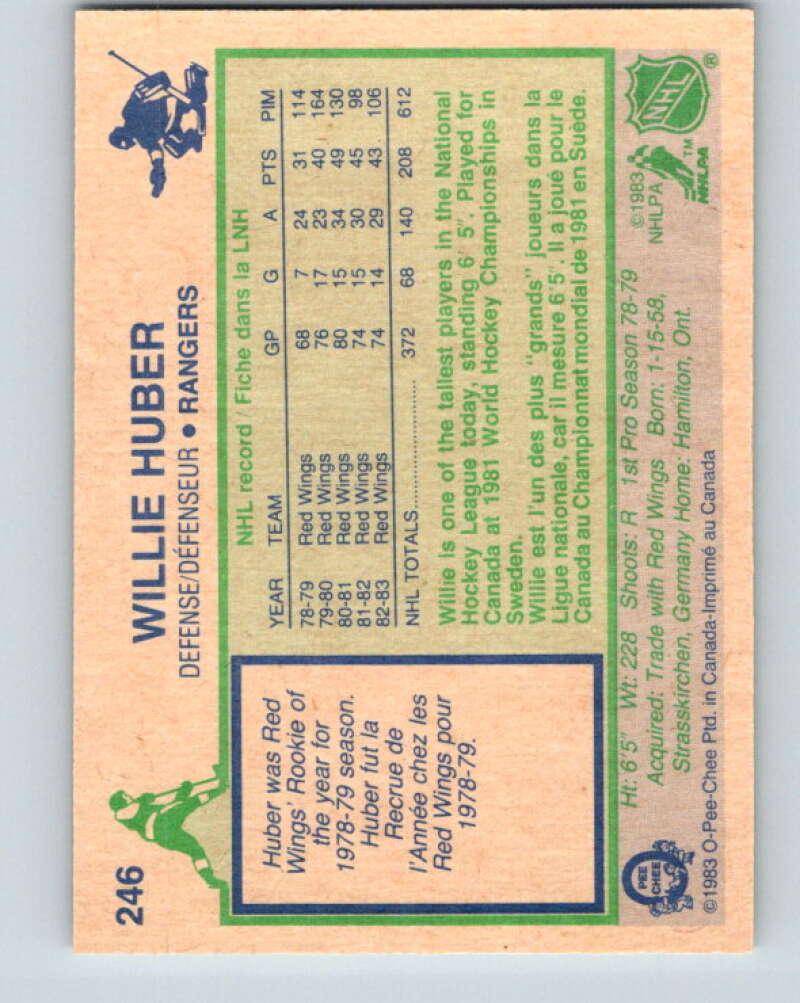 246
WILLIE HUBER
DEFENSE/DÉFENSEUR • RANGERS
Huber was Red
Wings' Rookie of
the year for
1978-79 season.
Huber fut la
Recrue de
l'Année chez les
Red Wings pour
1978-79.
NHL record / Fiche dans la LNH
YEAR TEAM GP G A PTS PIM
78-79 Red Wings 68 7 24 31 114
79-80 Red Wings 76 17 23 40 164
80-81 Red Wings 80 15 34 49 130
81-82 Red Wings 74 15 30 45 98
82-83 Red Wings 74 14 29 43 106
NHL TOTALS.................... 372 68 140 208 612
Willie is one of the tallest players in the National
Hockey League today, standing 6' 5". Played for
Canada at 1981 World Hockey Championships in
Sweden.
Willie est l'un des plus "grands" joueurs dans la
Ligue nationale, car il mesure 6'5". Il a joué pour le
Canada au Championnat mondial de 1981 en Suède.
Ht: 6'5" Wt: 228 Shoots: R 1st Pro Season 78-79
Acquired: Trade with Red Wings Born: 1-15-58,
Strasskirchen, Germany Home: Hamilton, Ont.
©1983 O-Pee-Chee Ptd. in Canada-Imprimé au Canada
O
PEE
CHEE
©1983
NHLPA
NHLPA
TM
NHL
®